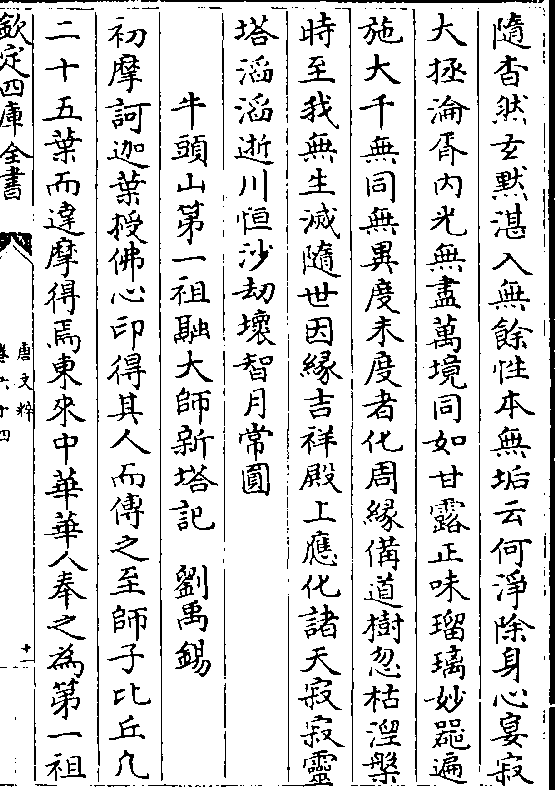 隨杳然玄默湛入無餘性本無垢云何淨除身心宴寂
大拯淪胥内光無盡萬境同如甘露正味瑠璃妙器遍
施大千無同無異度未度者化周緣備道樹忽枯湼槃
時至我無生滅隨世因緣吉祥殿上應化諸天寂寂靈
塔滔滔逝川恒沙劫壞智月常圓
牛頭山第一祖融大師新塔記　劉禹錫
初摩訶迦葉授佛心印得其人而傳之至師子比丘凡
二十五葉而達摩得焉東來中華華人奉之為第一祖
欽定四庫全書
唐文粹
卷六十四
十一